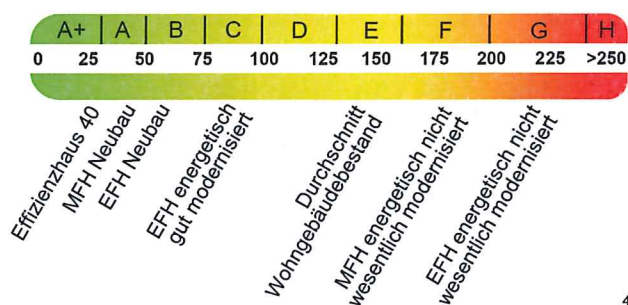 A+ A B C D E F G H
0 25 50 75 100 125 150 175 200 225 >250
Effizienzhaus 40
MFH Neubau
EFH Neubau
EFH energetisch
gut modernisiert
Durchschnitt
Wohngebäudebestand
MFH energetisch nicht
wesentlich modernisiert
EFH energetisch nicht
wesentlich modernisiert